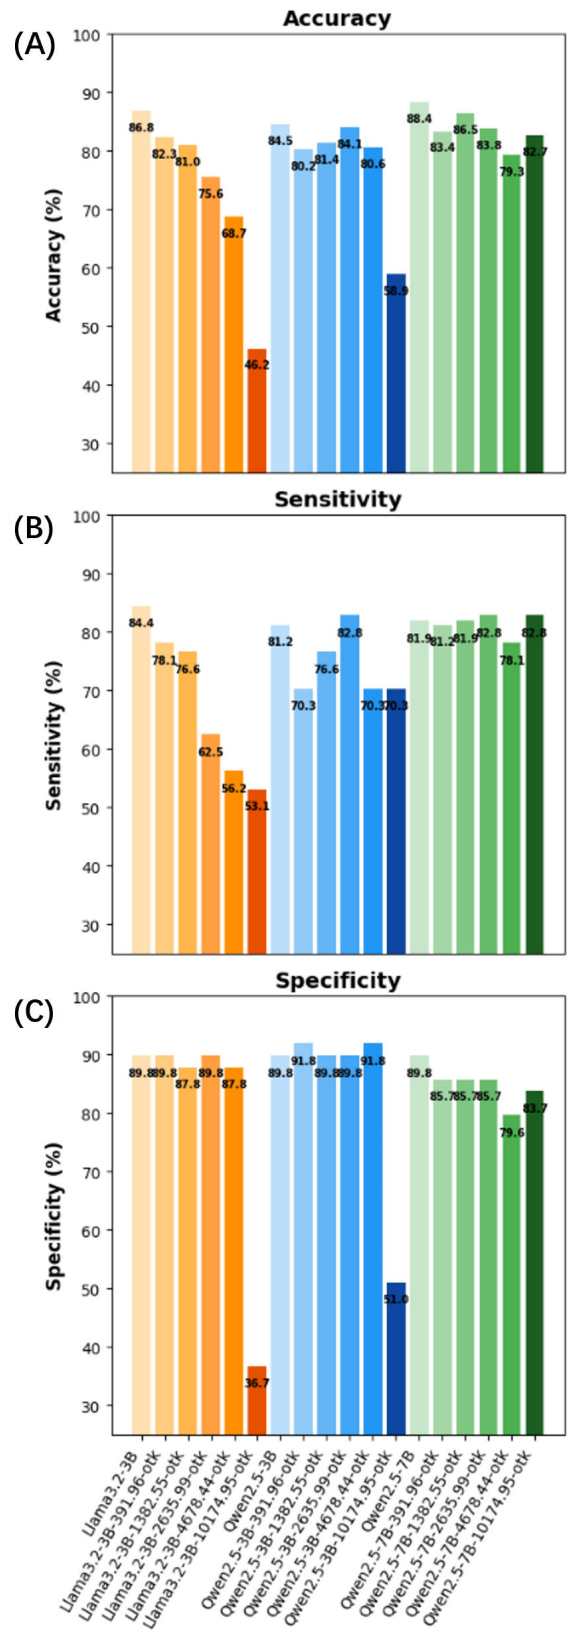 (A)
Accuracy
Accuracy (%)
100
90
80
70
60
50
40
30
86.8
82.3
81.0
75.6
68.7
46.2
84.5
80.2
81.4
84.1
80.6
58.9
88.4
83.4
86.5
83.8
79.3
82.7
(B)
Sensitivity
Sensitivity (%)
100
90
80
70
60
50
40
30
84.4
78.1
76.6
62.5
56.2
53.1
81.2
70.3
76.6
82.8
70.3
70.3
81.9
81.2
81.9
82.8
78.1
82.8
(C)
Specificity
Specificity (%)
100
90
80
70
60
50
40
30
89.8
89.8
87.8
89.8
87.8
36.7
89.8
91.8
89.8
89.8
91.8
51.0
89.8
85.7
85.7
85.7
79.6
83.7
Llama3.2-3B
Llama3.2-3B-391.96-otk
Llama3.2-3B-1382.55-otk
Llama3.2-3B-2635.99-otk
Llama3.2-3B-4678.44-otk
Llama3.2-3B-10174.95-otk
Qwen2.5-3B
Qwen2.5-3B-391.96-otk
Qwen2.5-3B-1382.55-otk
Qwen2.5-3B-2635.99-otk
Qwen2.5-3B-4678.44-otk
Qwen2.5-3B-10174.95-otk
Qwen2.5-7B
Qwen2.5-7B-391.96-otk
Qwen2.5-7B-1382.55-otk
Qwen2.5-7B-2635.99-otk
Qwen2.5-7B-4678.44-otk
Qwen2.5-7B-10174.95-otk